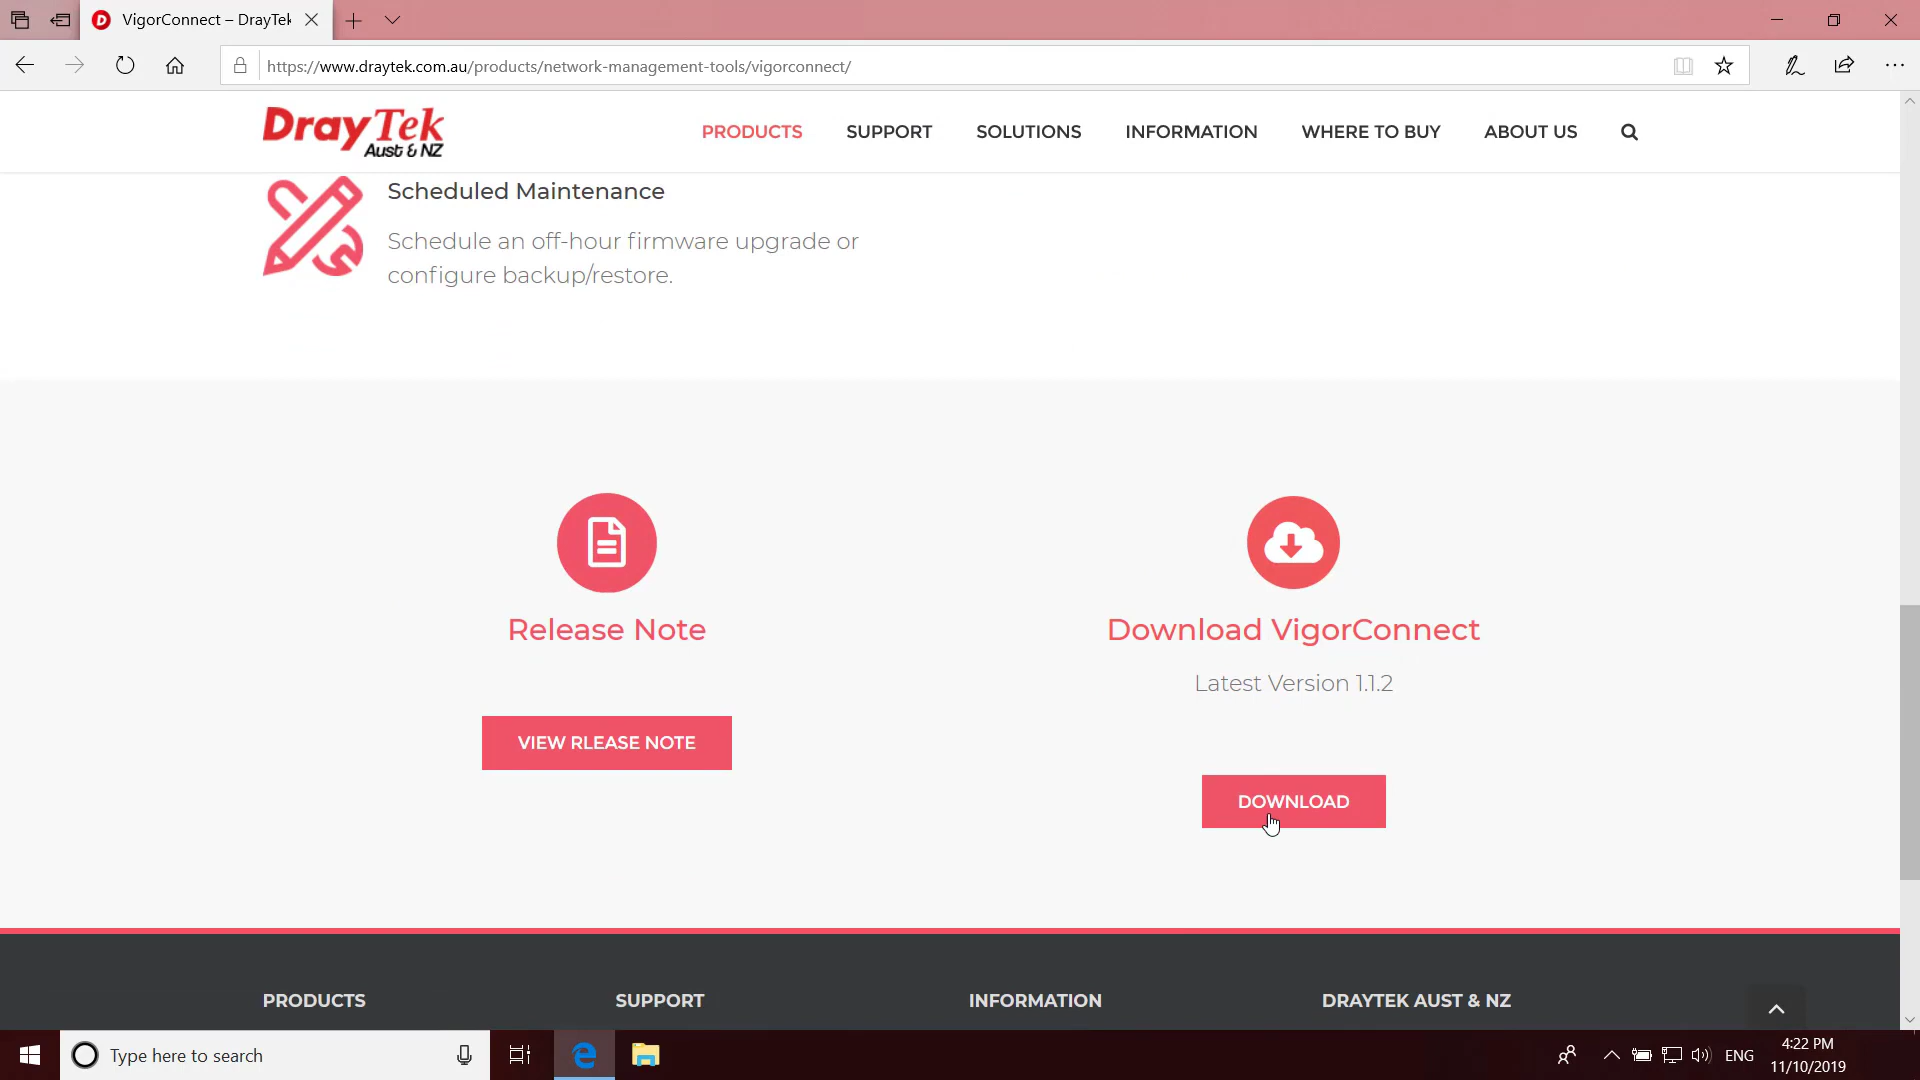 VigorConnect – DrayTek
https://www.draytek.com.au/products/network-management-tools/vigorconnect/
DrayTek
Aust & NZ
PRODUCTS SUPPORT SOLUTIONS INFORMATION WHERE TO BUY ABOUT US
Scheduled Maintenance
Schedule an off-hour firmware upgrade or
configure backup/restore.
Release Note
VIEW RLEASE NOTE
Download VigorConnect
Latest Version 1.1.2
DOWNLOAD
PRODUCTS SUPPORT INFORMATION DRAYTEK AUST & NZ
Type here to search
ENG
4:22 PM
11/10/2019